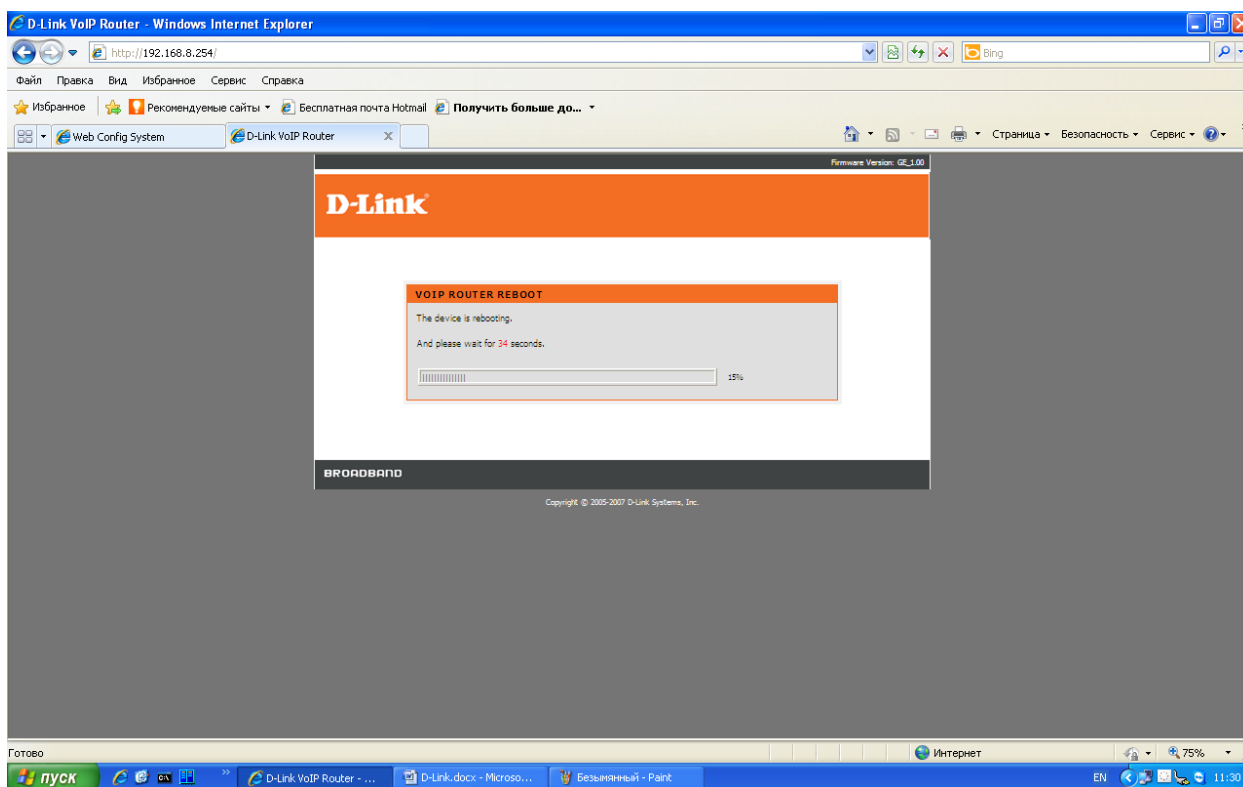 D-Link VoIP Router - Windows Internet Explorer
http://192.168.8.254/
Bing
Файл Правка Вид Избранное Сервис Справка
Избранное Рекомендуемые сайты Бесплатная почта Hotmail Получить больше до...
Web Config System D-Link VoIP Router X Страница Безопасность Сервис
Firmware Version: GE_1.00
D-Link
VOIP ROUTER REBOOT
The device is rebooting.
And please wait for 34 seconds.
15%
BROADBAND
Copyright © 2005-2007 D-Link Systems, Inc.
Готово Интернет 75%
пуск D-Link VoIP Router - ... D-Link.docx - Microso... Безымянный - Paint EN 11:30